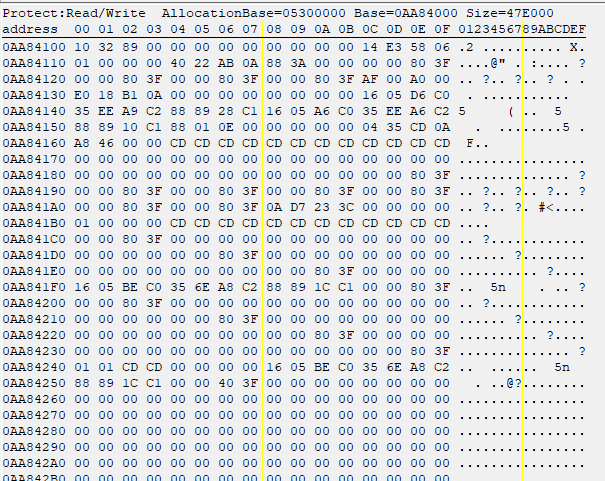 Protect:Read/Write  AllocationBase=05300000 Base=0AA84000 Size=47E000
address   00 01 02 03 04 05 06 07 08 09 0A 0B 0C 0D 0E 0F 0123456789ABCDEF
0AA84100  10 32 89 00 00 00 00 00 00 00 00 00 14 E3 58 06 .2 ......... X.
0AA84110  01 00 00 00 40 22 AB 0A 88 3A 00 00 00 00 80 3F ....@" . :.... ?
0AA84120  00 00 80 3F 00 00 80 3F 00 00 80 3F AF 00 A0 00 .. ?.. ?.. ? . .
0AA84130  E0 18 B1 0A 00 00 00 00 00 00 00 00 16 05 D6 C0 . ...........
0AA84140  35 EE A9 C2 88 89 28 C1 16 05 A6 C0 35 EE A6 C2 5     ( ..  5
0AA84150  88 89 10 C1 88 01 0E 00 00 00 00 00 04 35 CD 0A . ........5 .
0AA84160  A8 46 00 00 CD CD CD CD CD CD CD CD CD CD CD CD F..
0AA84170  00 00 00 00 00 00 00 00 00 00 00 00 00 00 00 00 ................
0AA84180  00 00 00 00 00 00 00 00 00 00 00 00 00 00 80 3F .............. ?
0AA84190  00 00 80 3F 00 00 80 3F 00 00 80 3F 00 00 80 3F .. ?.. ?.. ?.. ?
0AA841A0  00 00 80 3F 00 00 80 3F 0A D7 23 3C 00 00 00 00 .. ?.. ?. #<....
0AA841B0  01 00 00 00 CD CD CD CD CD CD CD CD CD CD CD CD ....
0AA841C0  00 00 80 3F 00 00 00 00 00 00 00 00 00 00 00 00 .. ?............
0AA841D0  00 00 00 00 00 00 80 3F 00 00 00 00 00 00 00 00 ...... ?........
0AA841E0  00 00 00 00 00 00 00 00 00 00 80 3F 00 00 00 00 .......... ?....
0AA841F0  16 05 BE C0 35 6E A8 C2 88 89 1C C1 00 00 80 3F ..  5n    . .. ?
0AA84200  00 00 80 3F 00 00 00 00 00 00 00 00 00 00 00 00 .. ?............
0AA84210  00 00 00 00 00 00 80 3F 00 00 00 00 00 00 00 00 ...... ?........
0AA84220  00 00 00 00 00 00 00 00 00 00 80 3F 00 00 00 00 .......... ?....
0AA84230  00 00 00 00 00 00 00 00 00 00 00 00 00 00 80 3F .............. ?
0AA84240  01 01 CD CD 00 00 00 00 16 05 BE C0 35 6E A8 C2 ..  ......  5n
0AA84250  88 89 1C C1 00 00 40 3F 00 00 00 00 00 00 00 00 . ..@?........
0AA84260  00 00 00 00 00 00 00 00 00 00 00 00 00 00 00 00 ................
0AA84270  00 00 00 00 00 00 00 00 00 00 00 00 00 00 00 00 ................
0AA84280  00 00 00 00 00 00 00 00 00 00 00 00 00 00 00 00 ................
0AA84290  00 00 00 00 00 00 00 00 00 00 00 00 00 00 00 00 ................
0AA842A0  00 00 00 00 00 00 00 00 00 00 00 00 00 00 00 00 ................
0AA842B0  00 00 00 00 00 00 00 00 00 00 00 00 00 00 00 00 ................